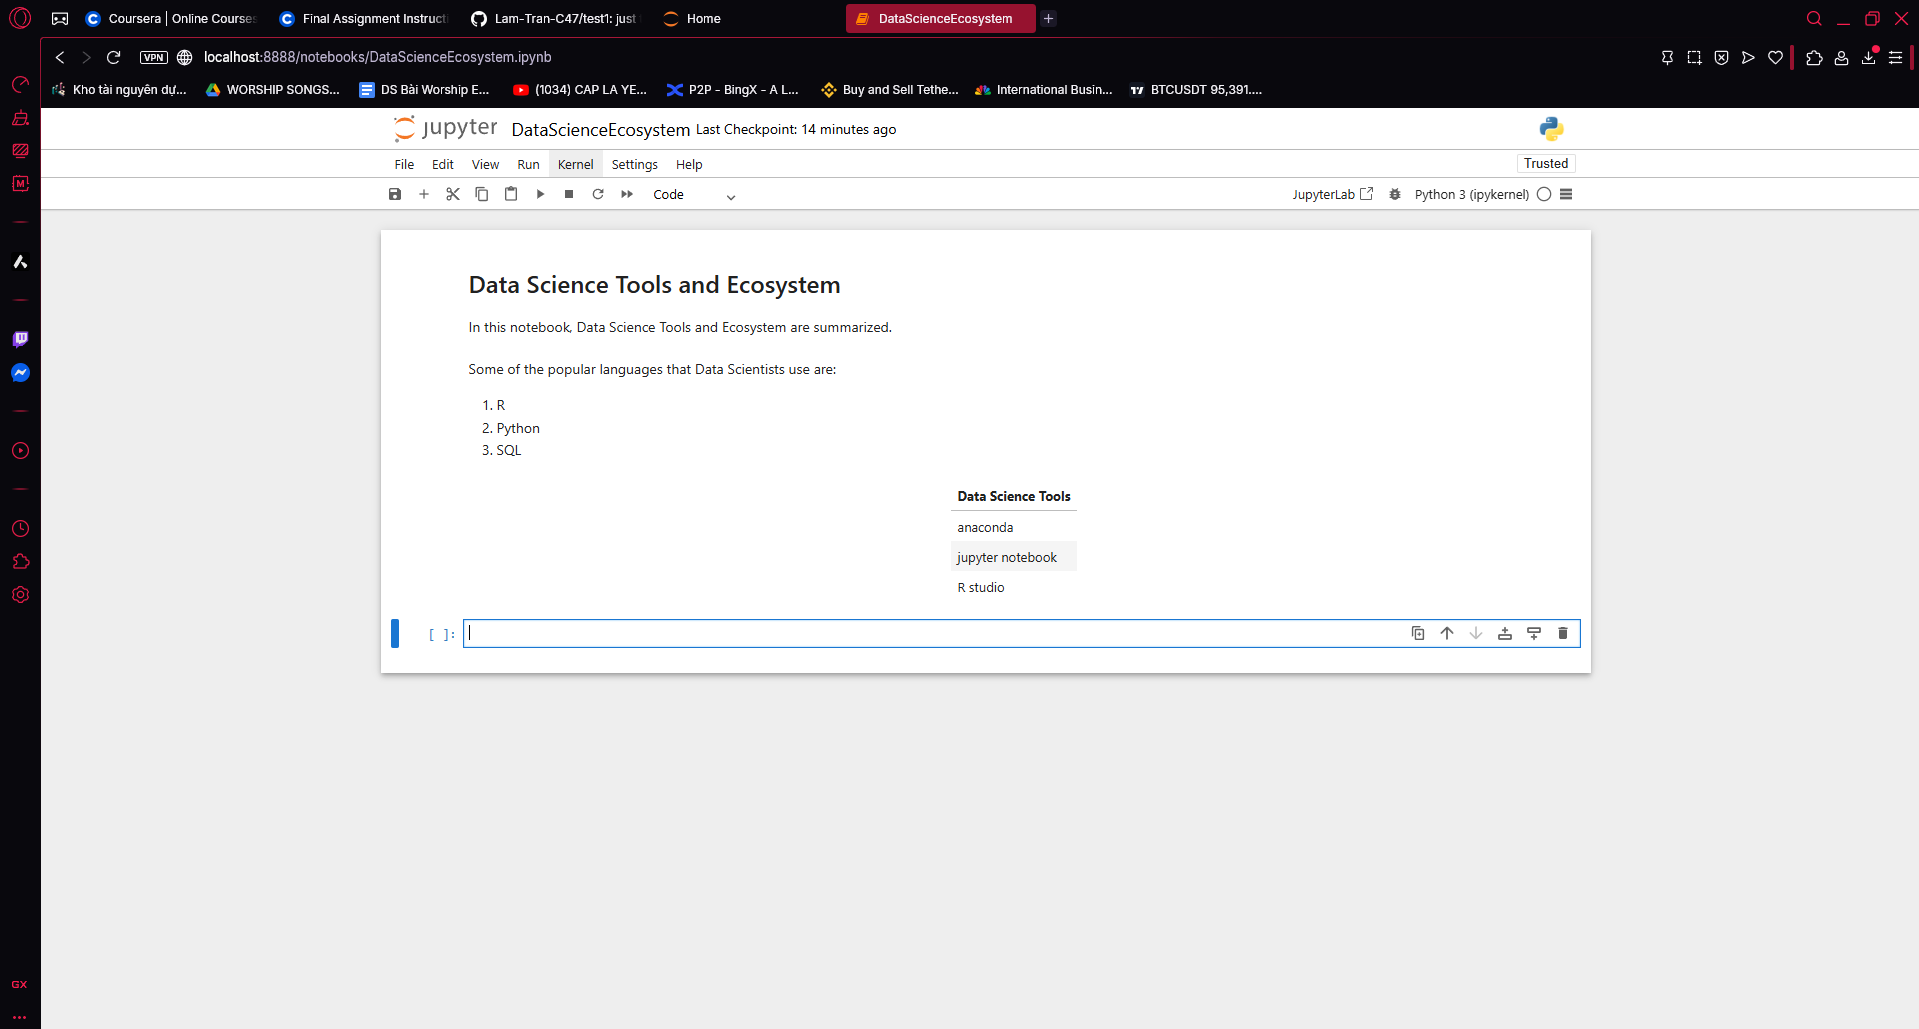 Coursera | Online Courses
Final Assignment Instructi
Lam-Tran-C47/test1: just
Home
DataScienceEcosystem
VPN
localhost:8888/notebooks/DataScienceEcosystem.ipynb
Kho tài nguyên dự...
WORSHIP SONGS...
DS Bài Worship E...
(1034) CAP LA YE...
P2P - BingX - A L...
Buy and Sell Tethe...
International Busin...
BTCUSDT 95,391....
jupyter
DataScienceEcosystem
Last Checkpoint: 14 minutes ago
File
Edit
View
Run
Kernel
Settings
Help
Trusted
Code
JupyterLab
Python 3 (ipykernel)
Data Science Tools and Ecosystem
In this notebook, Data Science Tools and Ecosystem are summarized.
Some of the popular languages that Data Scientists use are:
1. R
2. Python
3. SQL
Data Science Tools
anaconda
jupyter notebook
R studio
[ ]:
GX